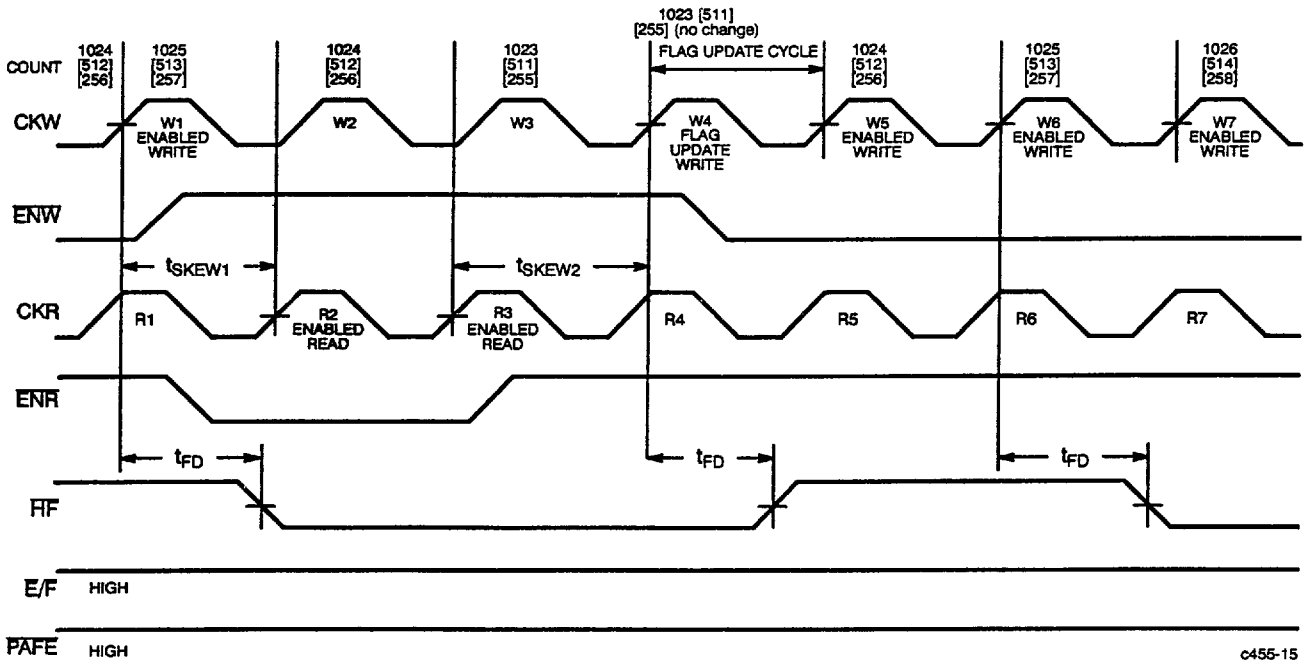 1023 [511]
[255] (no change)
1024 1025 1024 1023 FLAG UPDATE CYCLE 1024 1025 1026
COUNT [512] [513] [512] [511] [512] [513] [514]
[256] [257] [256] [255] [256] [257] [258]
CKW W1 W2 W3 W4 W5 W6 W7
ENABLED FLAG ENABLED ENABLED ENABLED
WRITE UPDATE WRITE WRITE WRITE
WRITE
ENW
tSKEW1 tSKEW2
CKR R1 R2 R3 R4 R5 R6 R7
ENABLED ENABLED
READ READ
ENR
tFD tFD tFD
HF
E/F HIGH
PAFE HIGH
c455-15